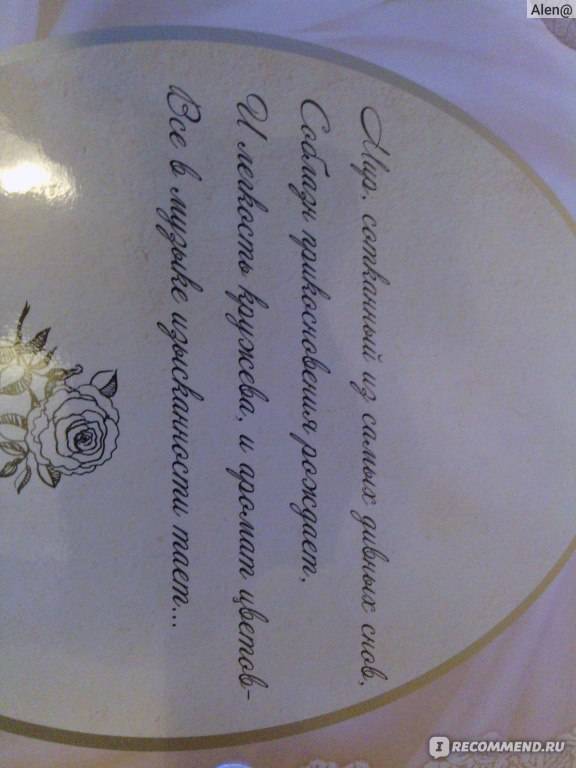 Мир, сотканный из самых дивных снов,
Соблазн прикосновения рождает.
И легкость кружева, и аромат цветов-
Все в музыке изысканности тает...
Alen@
IRECOMMEND.RU